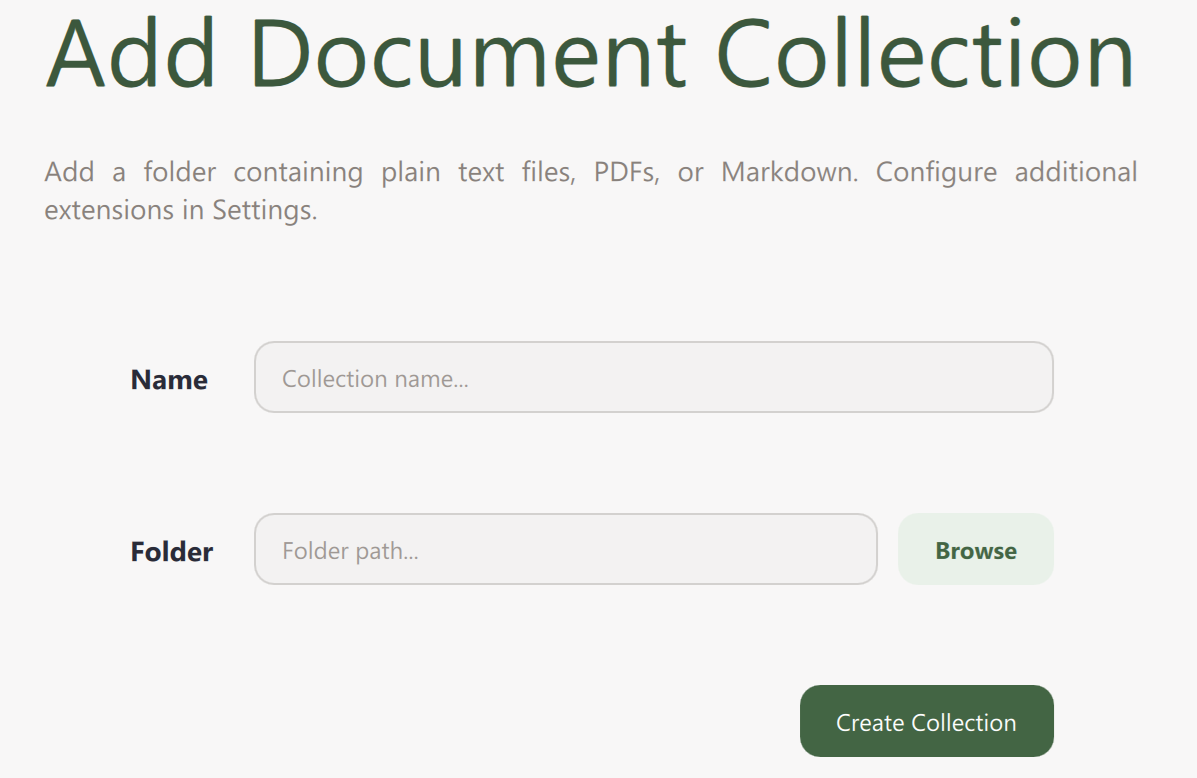 Add Document Collection
Add a folder containing plain text files, PDFs, or Markdown. Configure additional
extensions in Settings.
Name
Collection name...
Folder
Folder path...
Browse
Create Collection